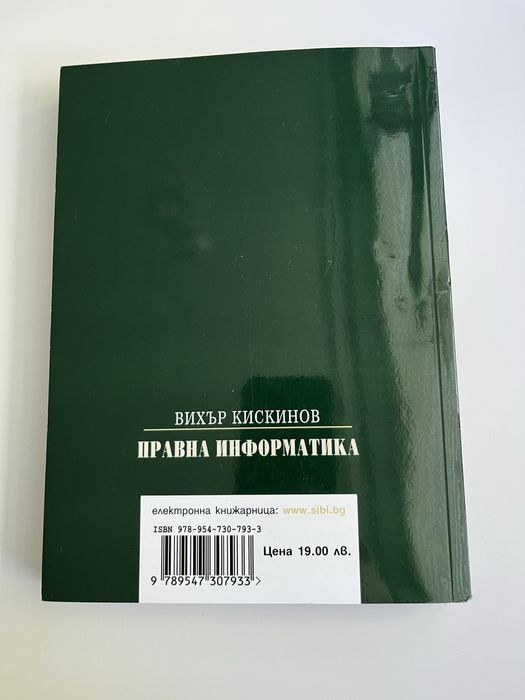 ВИХЪР КИСКИНОВ
ПРАВНА ИНФОРМАТИКА
електронна книжарница: www.sibi.bg
ISBN 978-954-730-793-3
Цена 19.00 лв.
9 789547 307933>